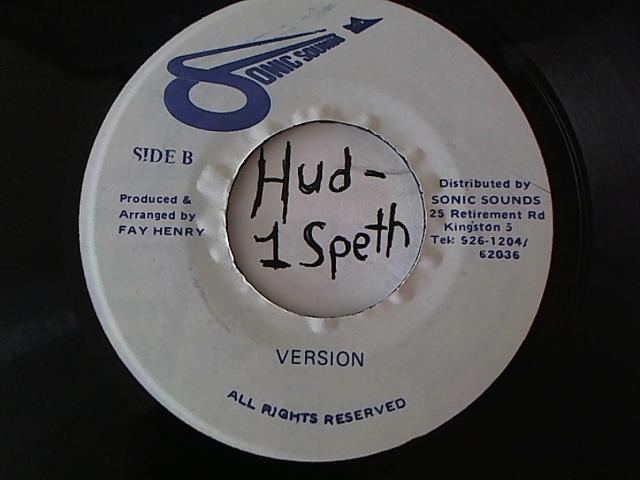 SONIC SOUNDS
SIDE B
Produced &
Arranged by
FAY HENRY
Hud-
1 Speth
Distributed by
SONIC SOUNDS
25 Retirement Rd
Kingston 5
Tel: 926-1204/
62036
VERSION
ALL RIGHTS RESERVED